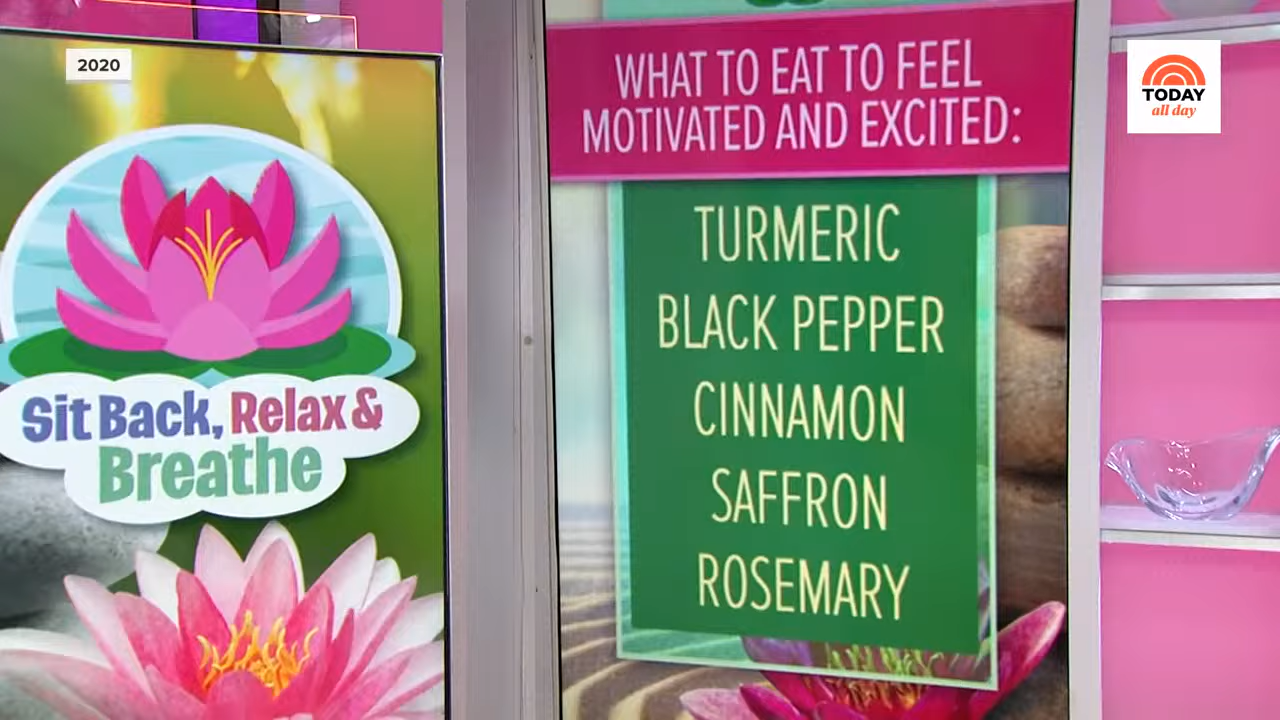 2020
Sit Back, Relax &
Breathe
WHAT TO EAT TO FEEL
MOTIVATED AND EXCITED:
TURMERIC
BLACK PEPPER
CINNAMON
SAFFRON
ROSEMARY
TODAY
all day